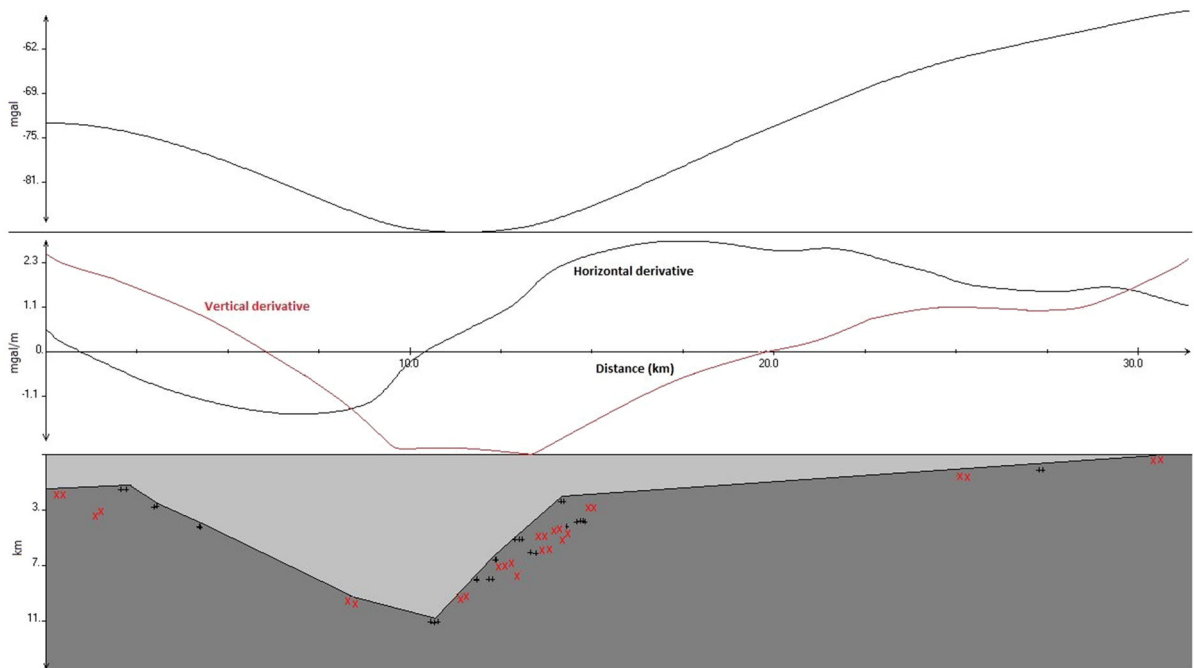 -62.
-69.
mgal
-75.
-81.
2.3
Horizontal derivative
Vertical derivative
1.1
0.
mgal/m
10.0
20.0
30.0
Distance (km)
-1.1
3.
km
7.
11.